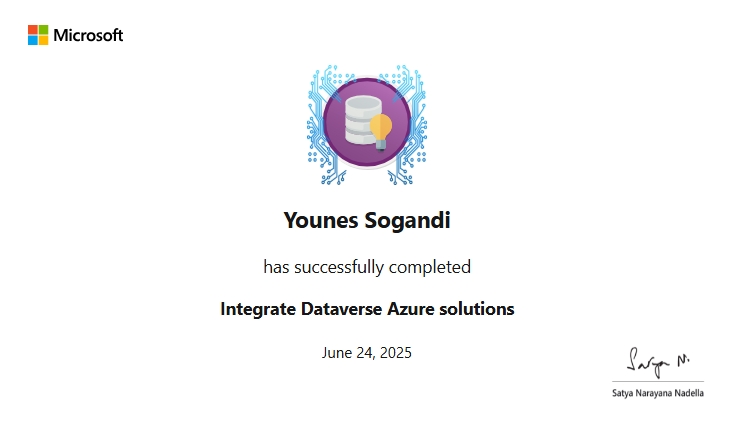 Microsoft
Younes Sogandi
has successfully completed
Integrate Dataverse Azure solutions
June 24, 2025
Satya N.
Satya Narayana Nadella